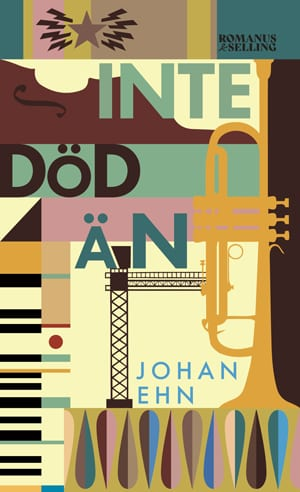 ROMANUS
& SELLING
INTE
DÖD
ÄN
JOHAN
EHN